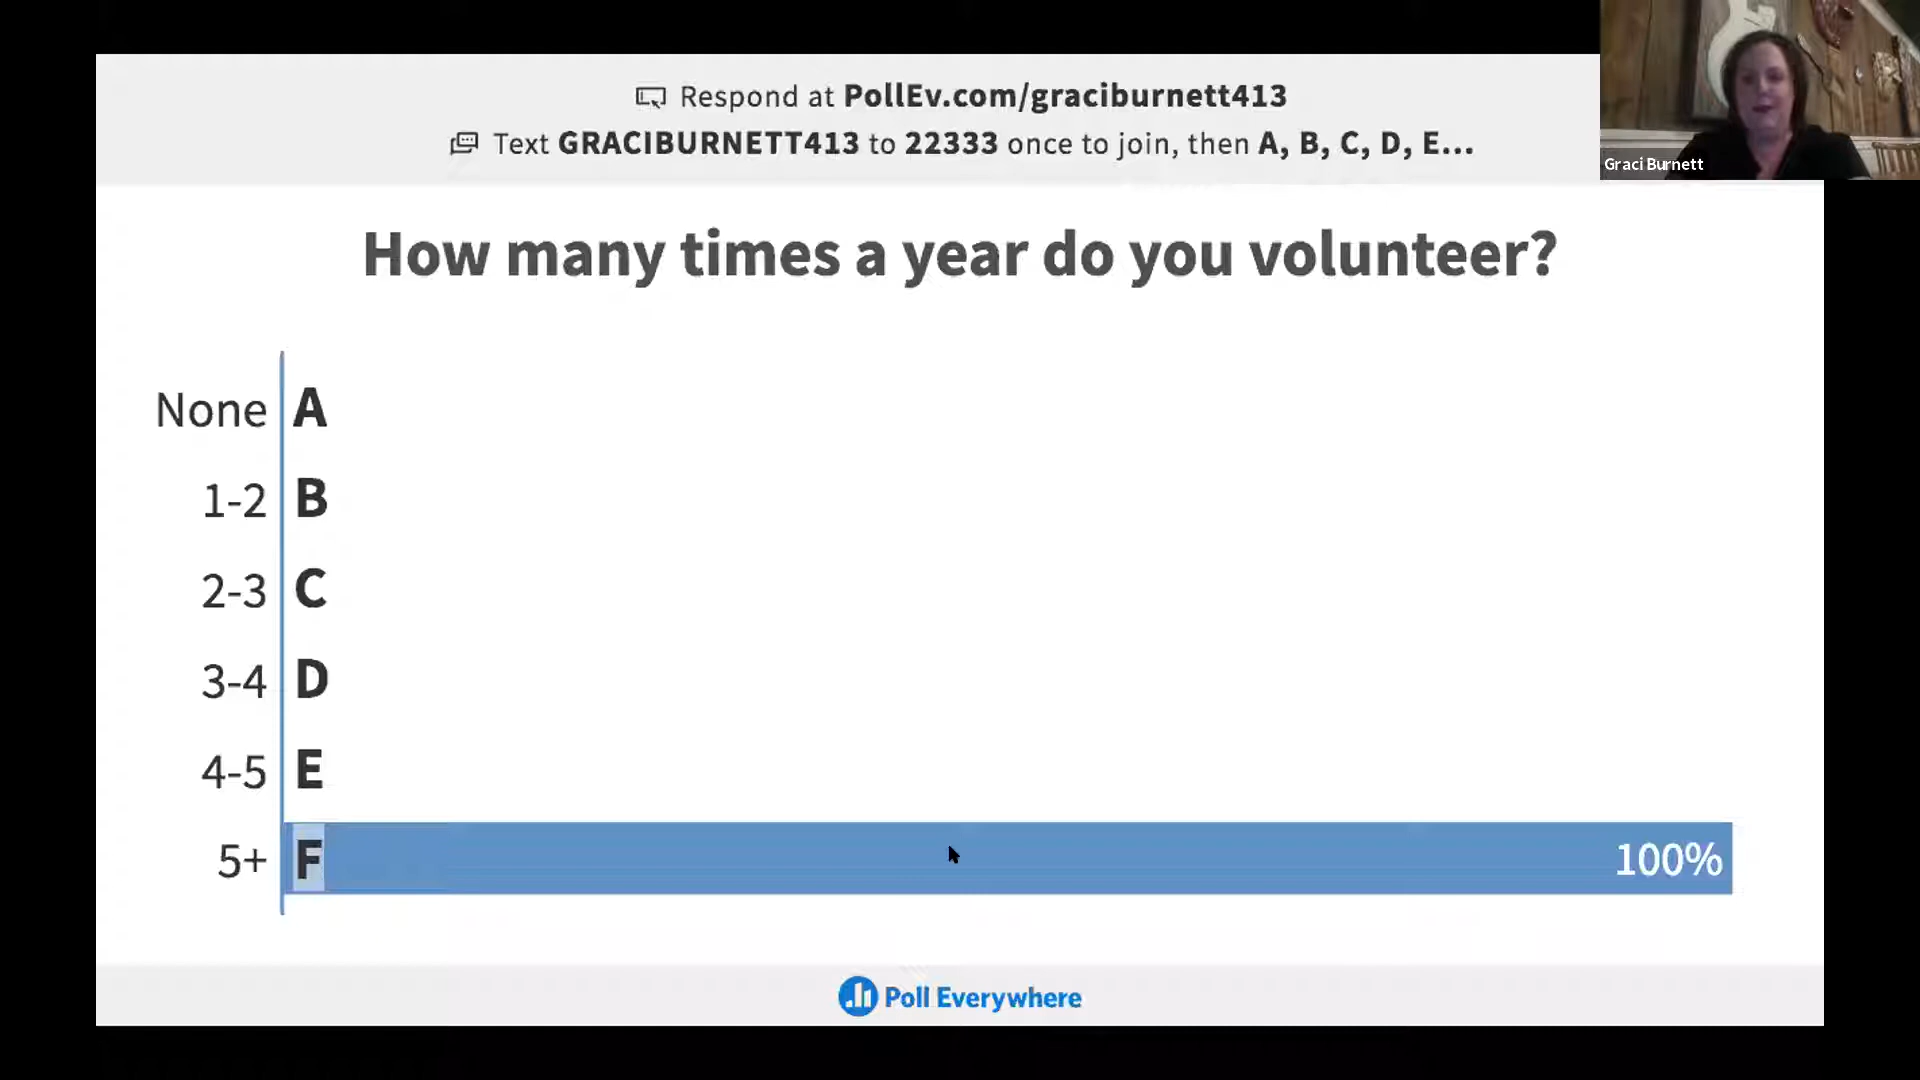 Respond at PollEv.com/graciburnett413
Text GRACIBURNETT413 to 22333 once to join, then A, B, C, D, E...
Graci Burnett
How many times a year do you volunteer?
None A
1-2 B
2-3 C
3-4 D
4-5 E
5+ F 100%
Poll Everywhere